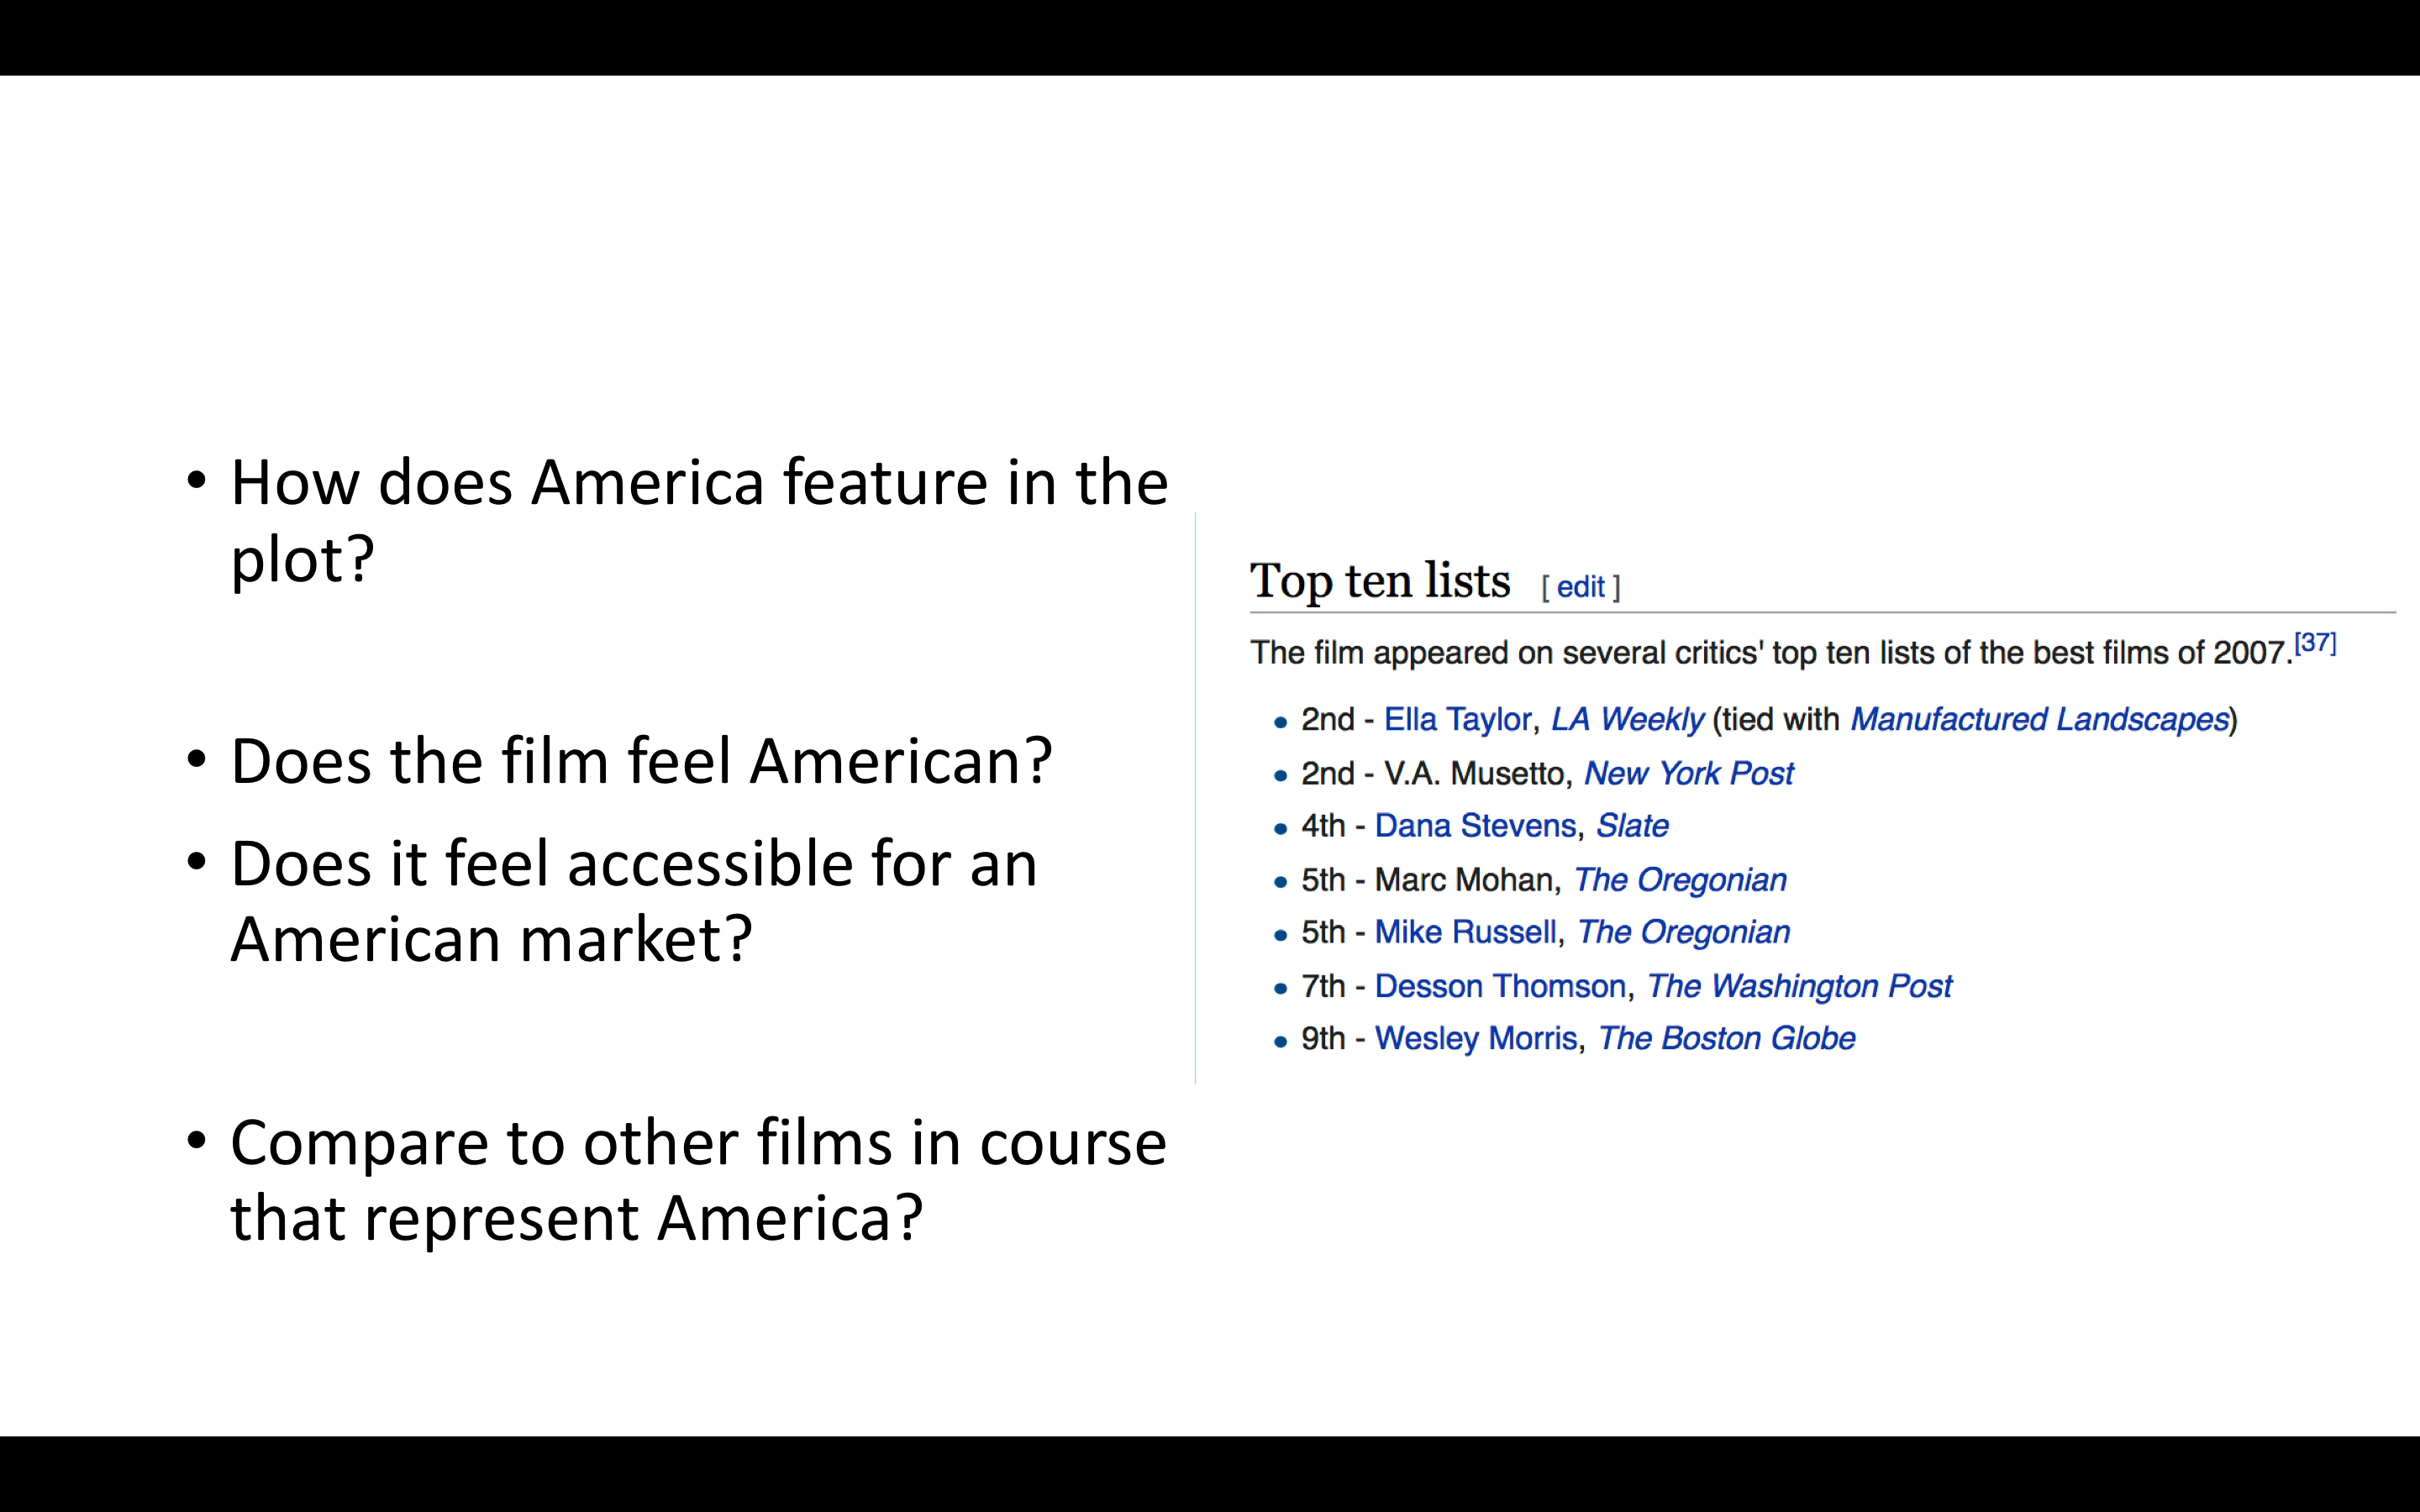 • How does America feature in the
plot?
• Does the film feel American?
• Does it feel accessible for an
American market?
• Compare to other films in course
that represent America?
Top ten lists [ edit ]
The film appeared on several critics' top ten lists of the best films of 2007.[37]
• 2nd - Ella Taylor, LA Weekly (tied with Manufactured Landscapes)
• 2nd - V.A. Musetto, New York Post
• 4th - Dana Stevens, Slate
• 5th - Marc Mohan, The Oregonian
• 5th - Mike Russell, The Oregonian
• 7th - Desson Thomson, The Washington Post
• 9th - Wesley Morris, The Boston Globe